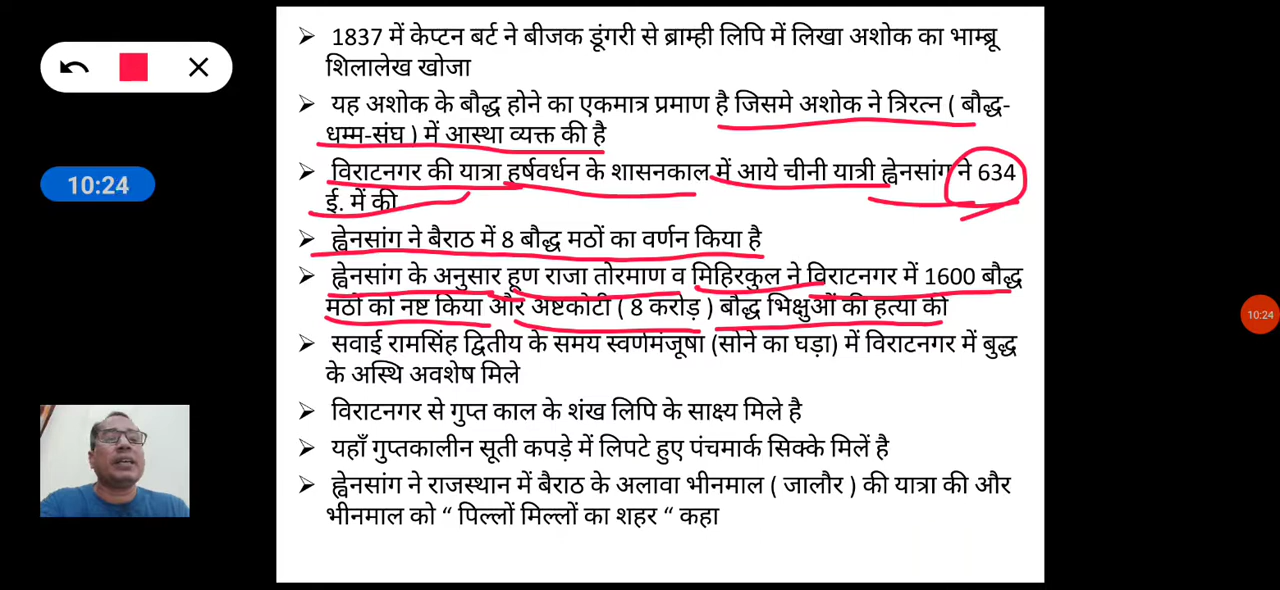 1837 में केप्टन बर्ट ने बीजक डूंगरी से ब्राम्ही लिपि में लिखा अशोक का भाब्रू
शिलालेख खोजा
10:24
यह अशोक के बौद्ध होने का एकमात्र प्रमाण है जिसमे अशोक ने त्रिरत्न ( बौद्ध-
धम्म-संघ ) में आस्था व्यक्त की है
विराटनगर की यात्रा हर्षवर्धन के शासनकाल में आये चीनी यात्री ह्वेनसांग ने 634
ई. में की
ह्वेनसांग ने बैराठ में 8 बौद्ध मठों का वर्णन किया है
ह्वेनसांग के अनुसार हूण राजा तोरमाण व मिहिरकुल ने विराटनगर में 1600 बौद्ध
मठों को नष्ट किया और अष्टकोटी ( 8 करोड़ ) बौद्ध भिक्षुओं की हत्या की
10:24
सवाई रामसिंह द्वितीय के समय स्वर्णमंजूषा (सोने का घड़ा) में विराटनगर में बुद्ध
के अस्थि अवशेष मिले
विराटनगर से गुप्त काल के शंख लिपि के साक्ष्य मिले है
यहाँ गुप्तकालीन सूती कपड़े में लिपटे हुए पंचमार्क सिक्के मिलें है
ह्वेनसांग ने राजस्थान में बैराठ के अलावा भीनमाल ( जालौर ) की यात्रा की और
भीनमाल को “ पिल्लों मिल्लों का शहर “ कहा